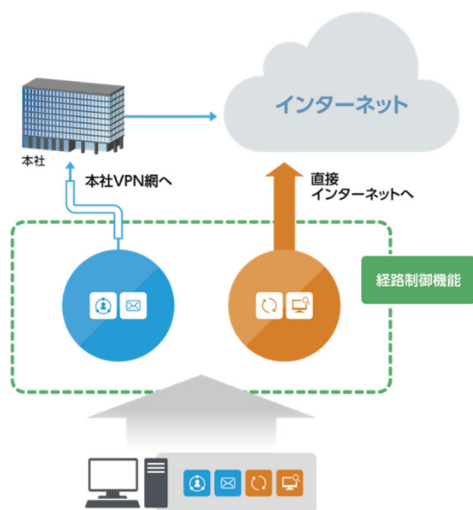 インターネット
本社
本社VPN網へ
直接
インターネットへ
経路制御機能